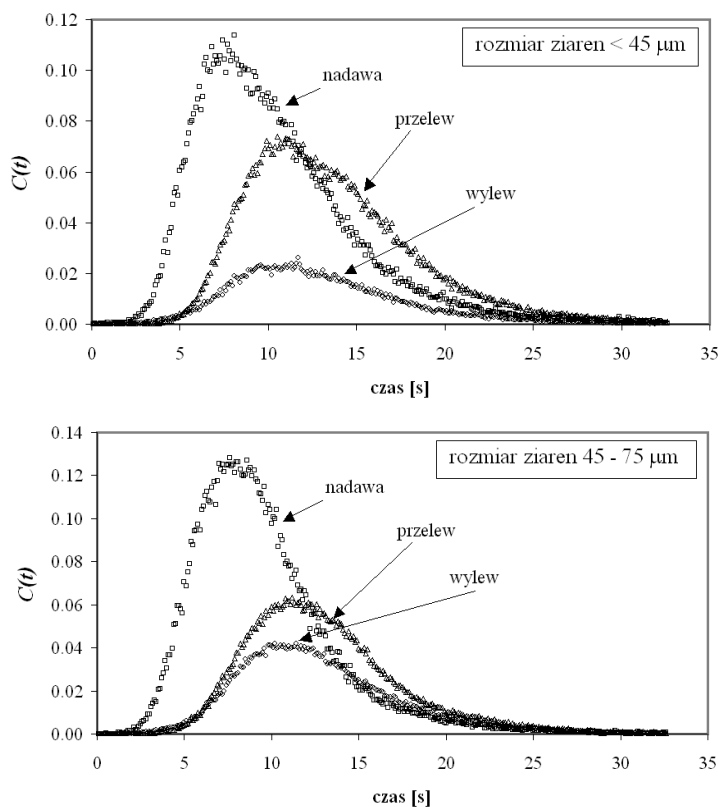 rozmiar ziaren < 45 μm
0.12
nadawa
0.10
0.08
przelew
C(t)
0.06
wylew
0.04
0.02
0.00
0 5 10 15 20 25 30 35
czas [s]
0.14
rozmiar ziaren 45 - 75 μm
0.12
nadawa
0.10
przelew
0.08
wylew
C(t)
0.06
0.04
0.02
0.00
0 5 10 15 20 25 30 35
czas [s]